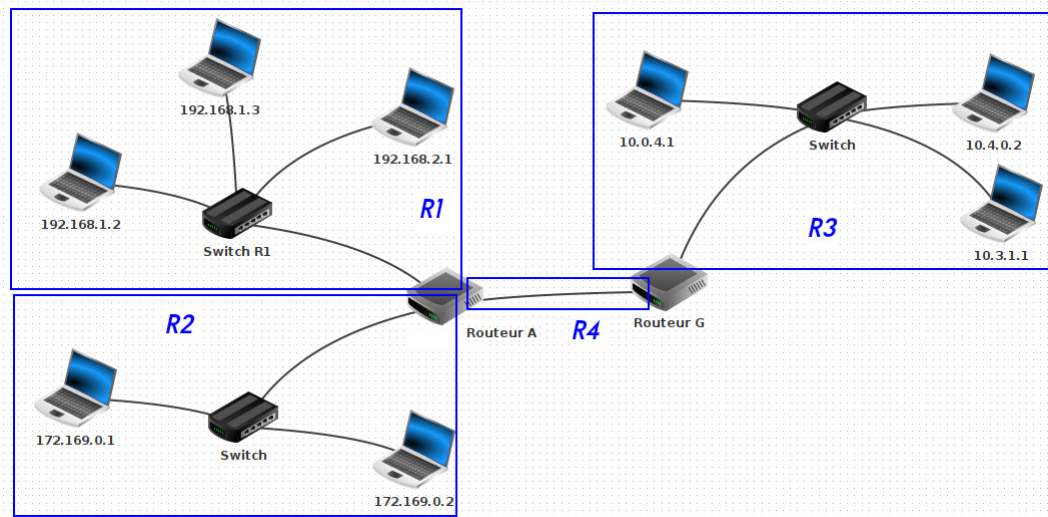 192.168.1.3
192.168.2.1
192.168.1.2
Switch R1
R1
10.0.4.1
Switch
10.4.0.2
10.3.1.1
R3
Routeur A
R4
Routeur G
R2
172.169.0.1
Switch
172.169.0.2